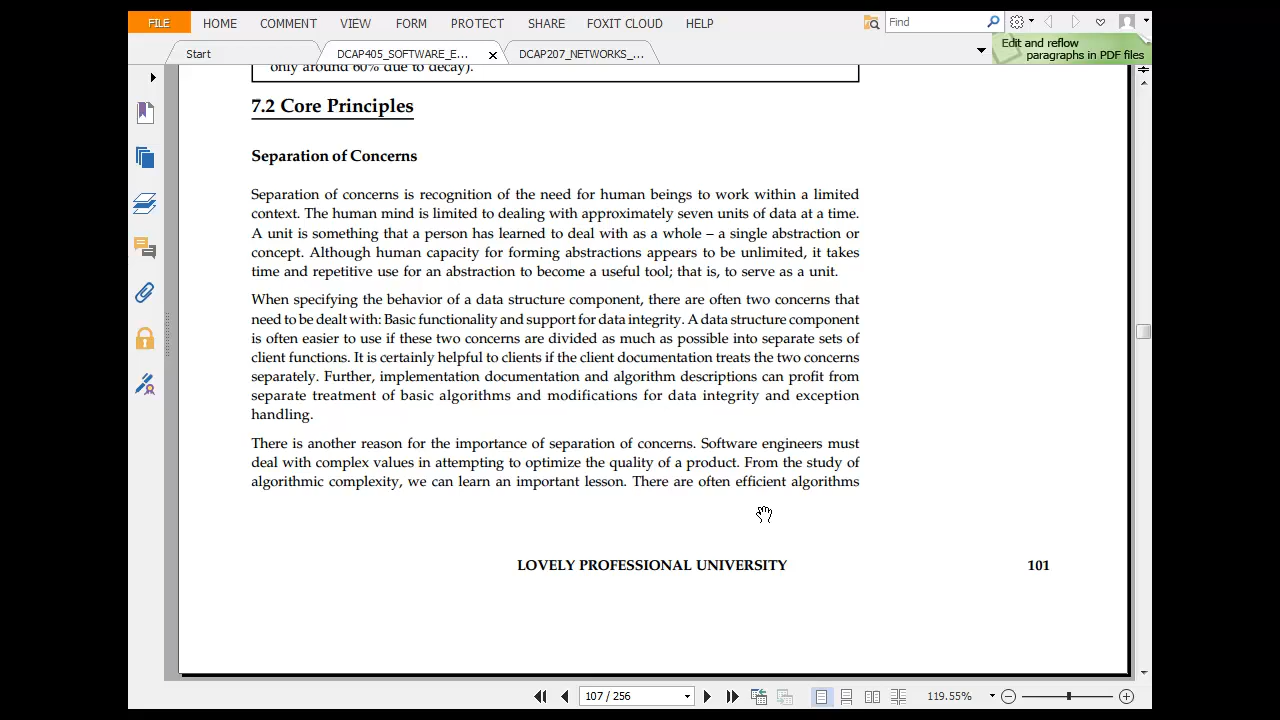 FILE HOME COMMENT VIEW FORM PROTECT SHARE FOXIT CLOUD HELP Find
Start DCAP405_SOFTWARE_E... DCAP207_NETWORKS_...
Edit and reflow
paragraphs in PDF files
only around 60% due to decay).
7.2 Core Principles
Separation of Concerns
Separation of concerns is recognition of the need for human beings to work within a limited
context. The human mind is limited to dealing with approximately seven units of data at a time.
A unit is something that a person has learned to deal with as a whole – a single abstraction or
concept. Although human capacity for forming abstractions appears to be unlimited, it takes
time and repetitive use for an abstraction to become a useful tool; that is, to serve as a unit.
When specifying the behavior of a data structure component, there are often two concerns that
need to be dealt with: Basic functionality and support for data integrity. A data structure component
is often easier to use if these two concerns are divided as much as possible into separate sets of
client functions. It is certainly helpful to clients if the client documentation treats the two concerns
separately. Further, implementation documentation and algorithm descriptions can profit from
separate treatment of basic algorithms and modifications for data integrity and exception
handling.
There is another reason for the importance of separation of concerns. Software engineers must
deal with complex values in attempting to optimize the quality of a product. From the study of
algorithmic complexity, we can learn an important lesson. There are often efficient algorithms
LOVELY PROFESSIONAL UNIVERSITY 101
107 / 256 119.55%